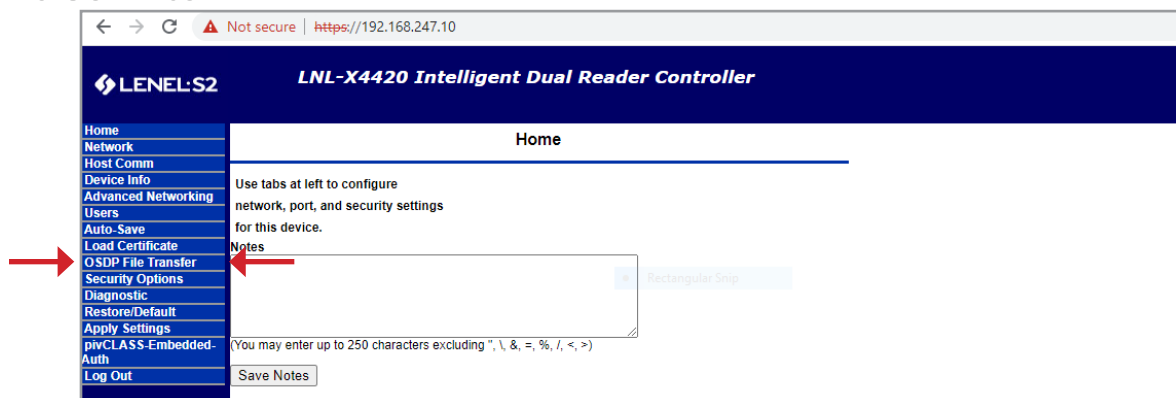 Not secure | https://192.168.247.10
LENEL:S2
LNL-X4420 Intelligent Dual Reader Controller
Home
Network
Host Comm
Device Info
Advanced Networking
Users
Auto-Save
Load Certificate
OSDP File Transfer
Security Options
Diagnostic
Restore/Default
Apply Settings
pivCLASS-Embedded-
Auth
Log Out
Home
Use tabs at left to configure
network, port, and security settings
for this device.
Notes
Rectangular Snip
(You may enter up to 250 characters excluding ", \, &, =, %, /, <, >)
Save Notes